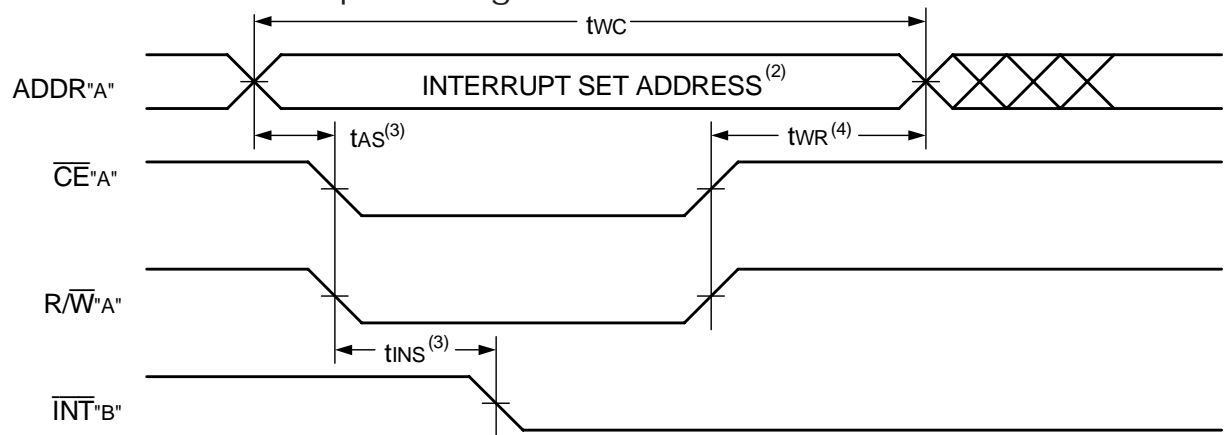 tWC
ADDR"A"
INTERRUPT SET ADDRESS(2)
tAS(3)
tWR(4)
CE"A"
R/W"A"
tINS(3)
INT"B"